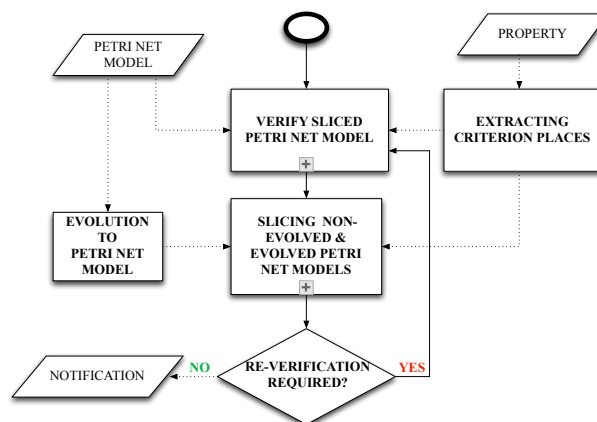 PETRI NET
MODEL
PROPERTY
VERIFY SLICED
PETRI NET MODEL
EXTRACTING
CRITERION PLACES
EVOLUTION
TO
PETRI NET
MODEL
SLICING NON-
EVOLVED &
EVOLVED PETRI
NET MODELS
RE-VERIFICATION
REQUIRED?
NO
YES
NOTIFICATION